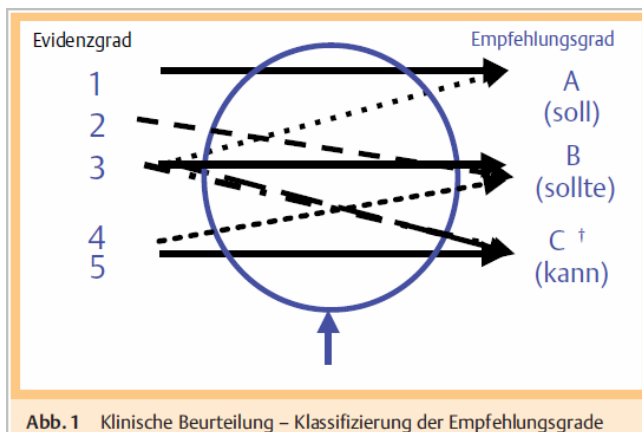 Evidenzgrad
Empfehlungsgrad
1
A
(soll)
2
3
B
(sollte)
4
C †
5
(kann)
Abb. 1 Klinische Beurteilung – Klassifizierung der Empfehlungsgrade